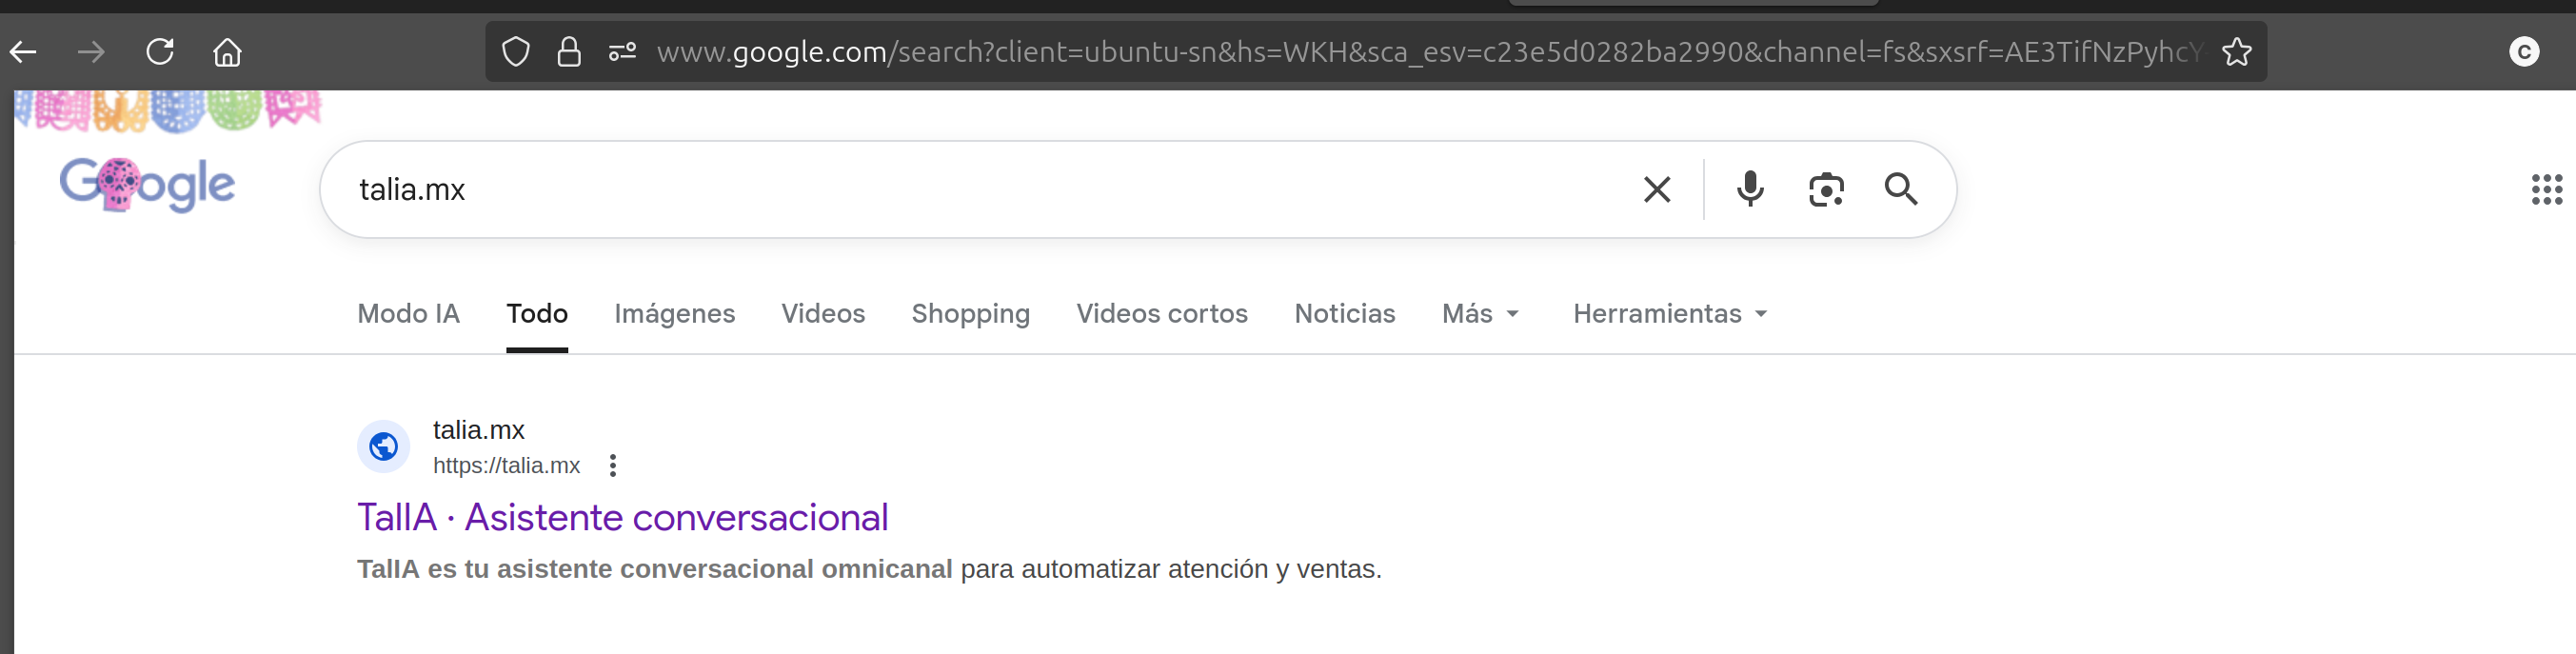 www.google.com/search?client=ubuntu-sn&hs=WKH&sca_esv=c23e5d0282ba2990&channel=fs&sxsrf=AE3TifNzPyhcY
C
Google
talia.mx
Modo IA Todo Imágenes Videos Shopping Videos cortos Noticias Más Herramientas
talia.mx
https://talia.mx
TalIA · Asistente conversacional
TalIA es tu asistente conversacional omnicanal para automatizar atención y ventas.